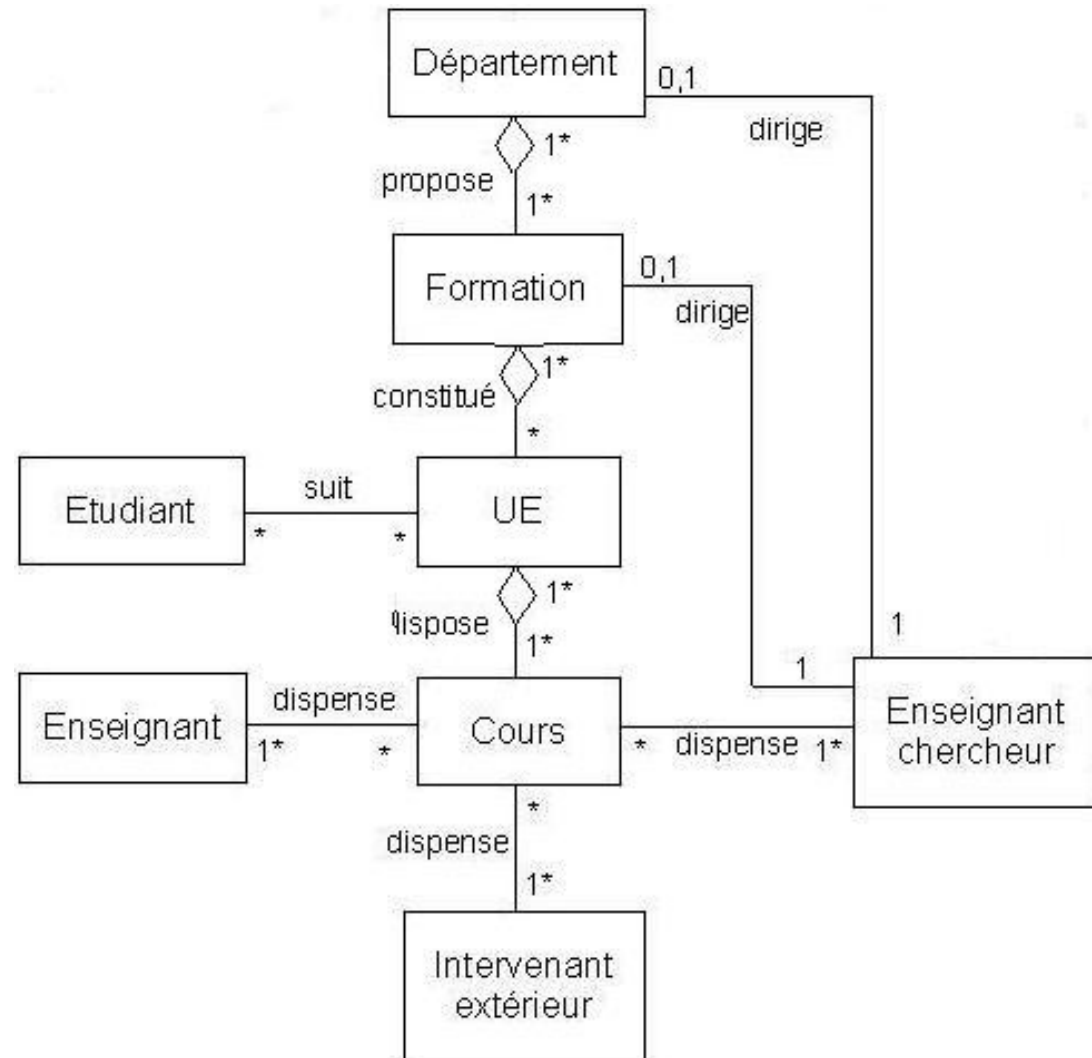 Département
0,1
dirige
1*
propose
1*
Formation
0,1
dirige
1*
constitué
*
Etudiant
suit
*
*
UE
1*
1*
1
1
Enseignant
dispense
1*
*
Cours
*
dispense
1*
Enseignant
chercheur
*
dispense
1*
Intervenant
extérieur